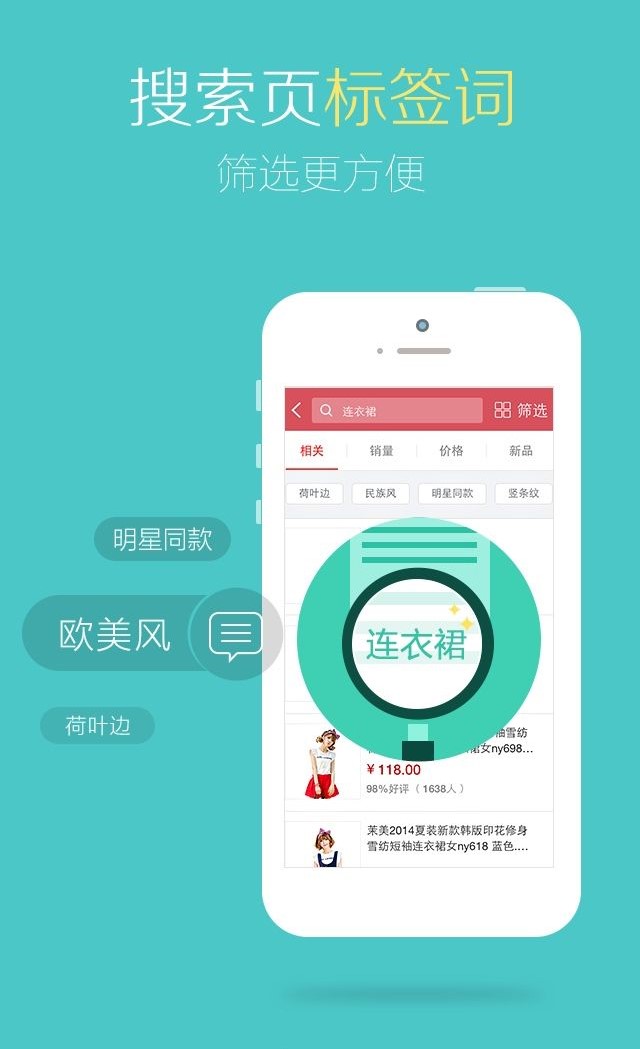 搜索页标签词
筛选更方便
连衣裙
筛选
相关 销量 价格 新品
荷叶边 民族风 明星同款 竖条纹
明星同款
欧美风
荷叶边
连衣裙
袖雪纺
裙女ny698...
¥118.00
98%好评（1638人）
茉美2014夏装新款韩版印花修身
雪纺短袖连衣裙女ny618 蓝色....